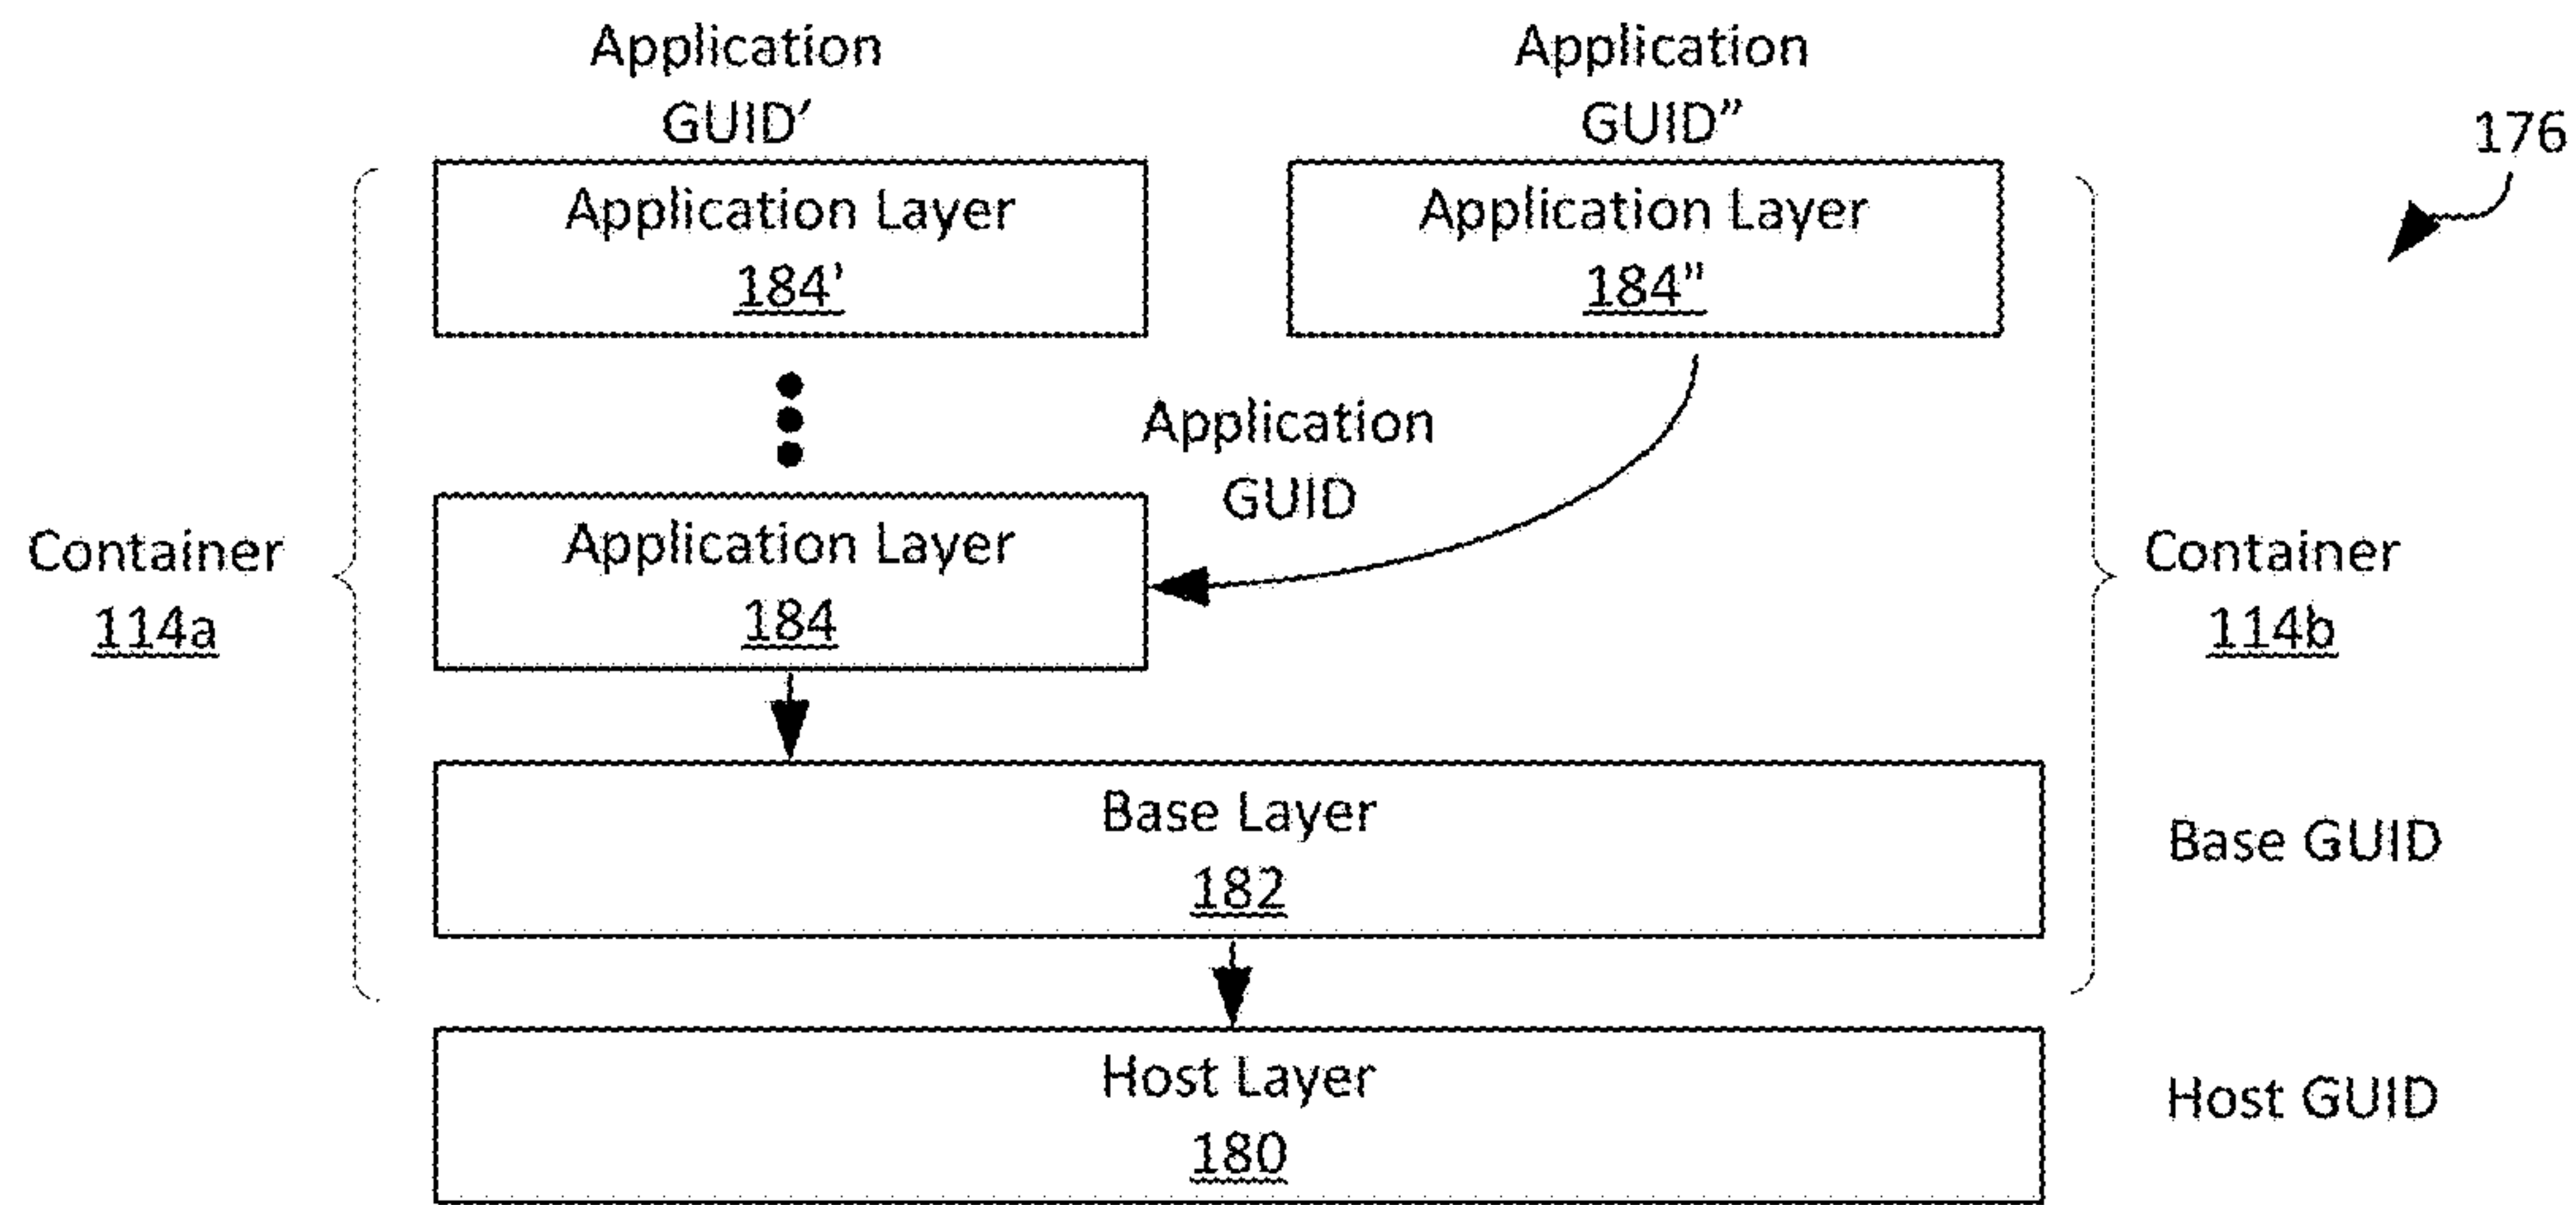 Application
GUID′
Application
GUID”
176
Application Layer
184'
Application Layer
184"
Application
GUID
Container
114a
Application Layer
184
Container
114b
Base Layer
182
Base GUID
Host Layer
180
Host GUID